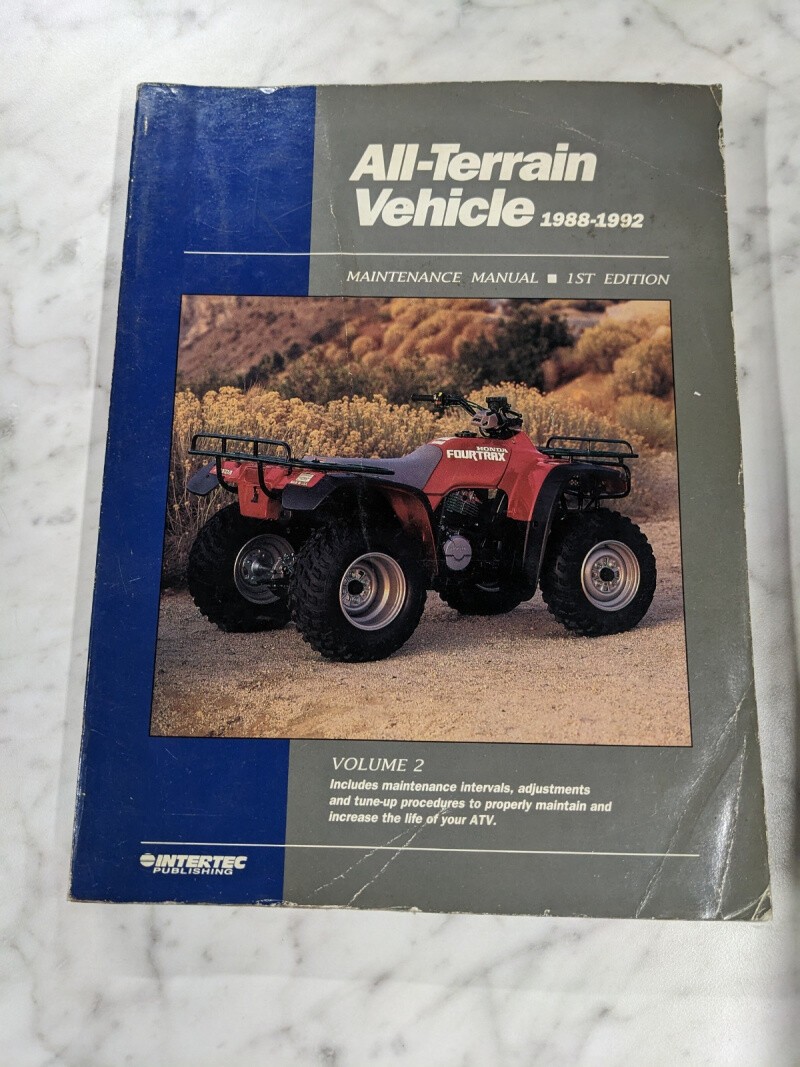 All-Terrain
Vehicle 1988-1992
MAINTENANCE MANUAL ■ 1ST EDITION
HONDA
FOURTRAX
VOLUME 2
Includes maintenance intervals, adjustments
and tune-up procedures to properly maintain and
increase the life of your ATV.
INTERTEC
PUBLISHING